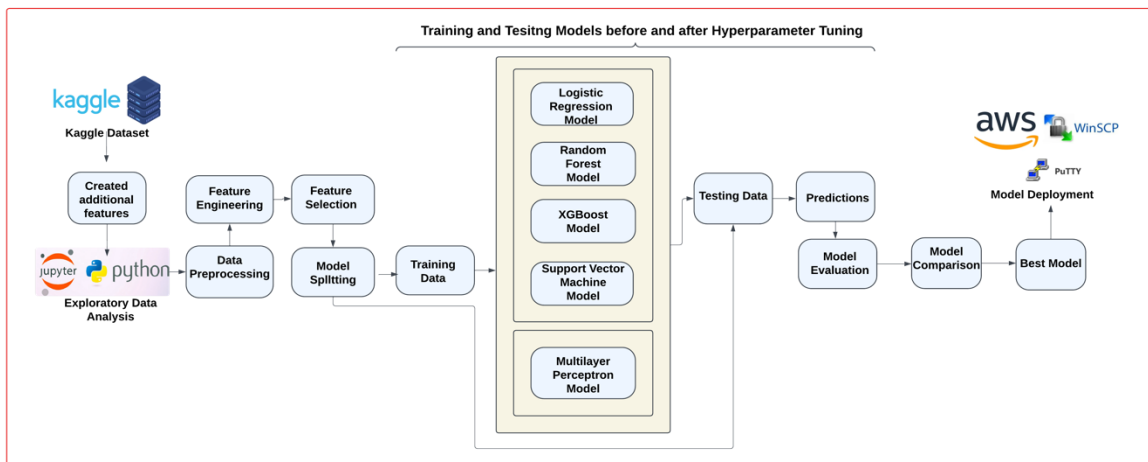 Training and Tesitng Models before and after Hyperparameter Tuning
kaggle
Kaggle Dataset
Created
additional
features
jupyter
python
Exploratory Data
Analysis
Feature
Engineering
Data
Preprocessing
Feature
Selection
Model
Splltting
Training
Data
Logistic
Regression
Model
Random
Forest
Model
XGBoost
Model
Support Vector
Machine
Model
Multilayer
Perceptron
Model
Testing Data
Predictions
Model
Evaluation
Model
Comparison
Best Model
aws
WinSCP
PuTTY
Model Deployment